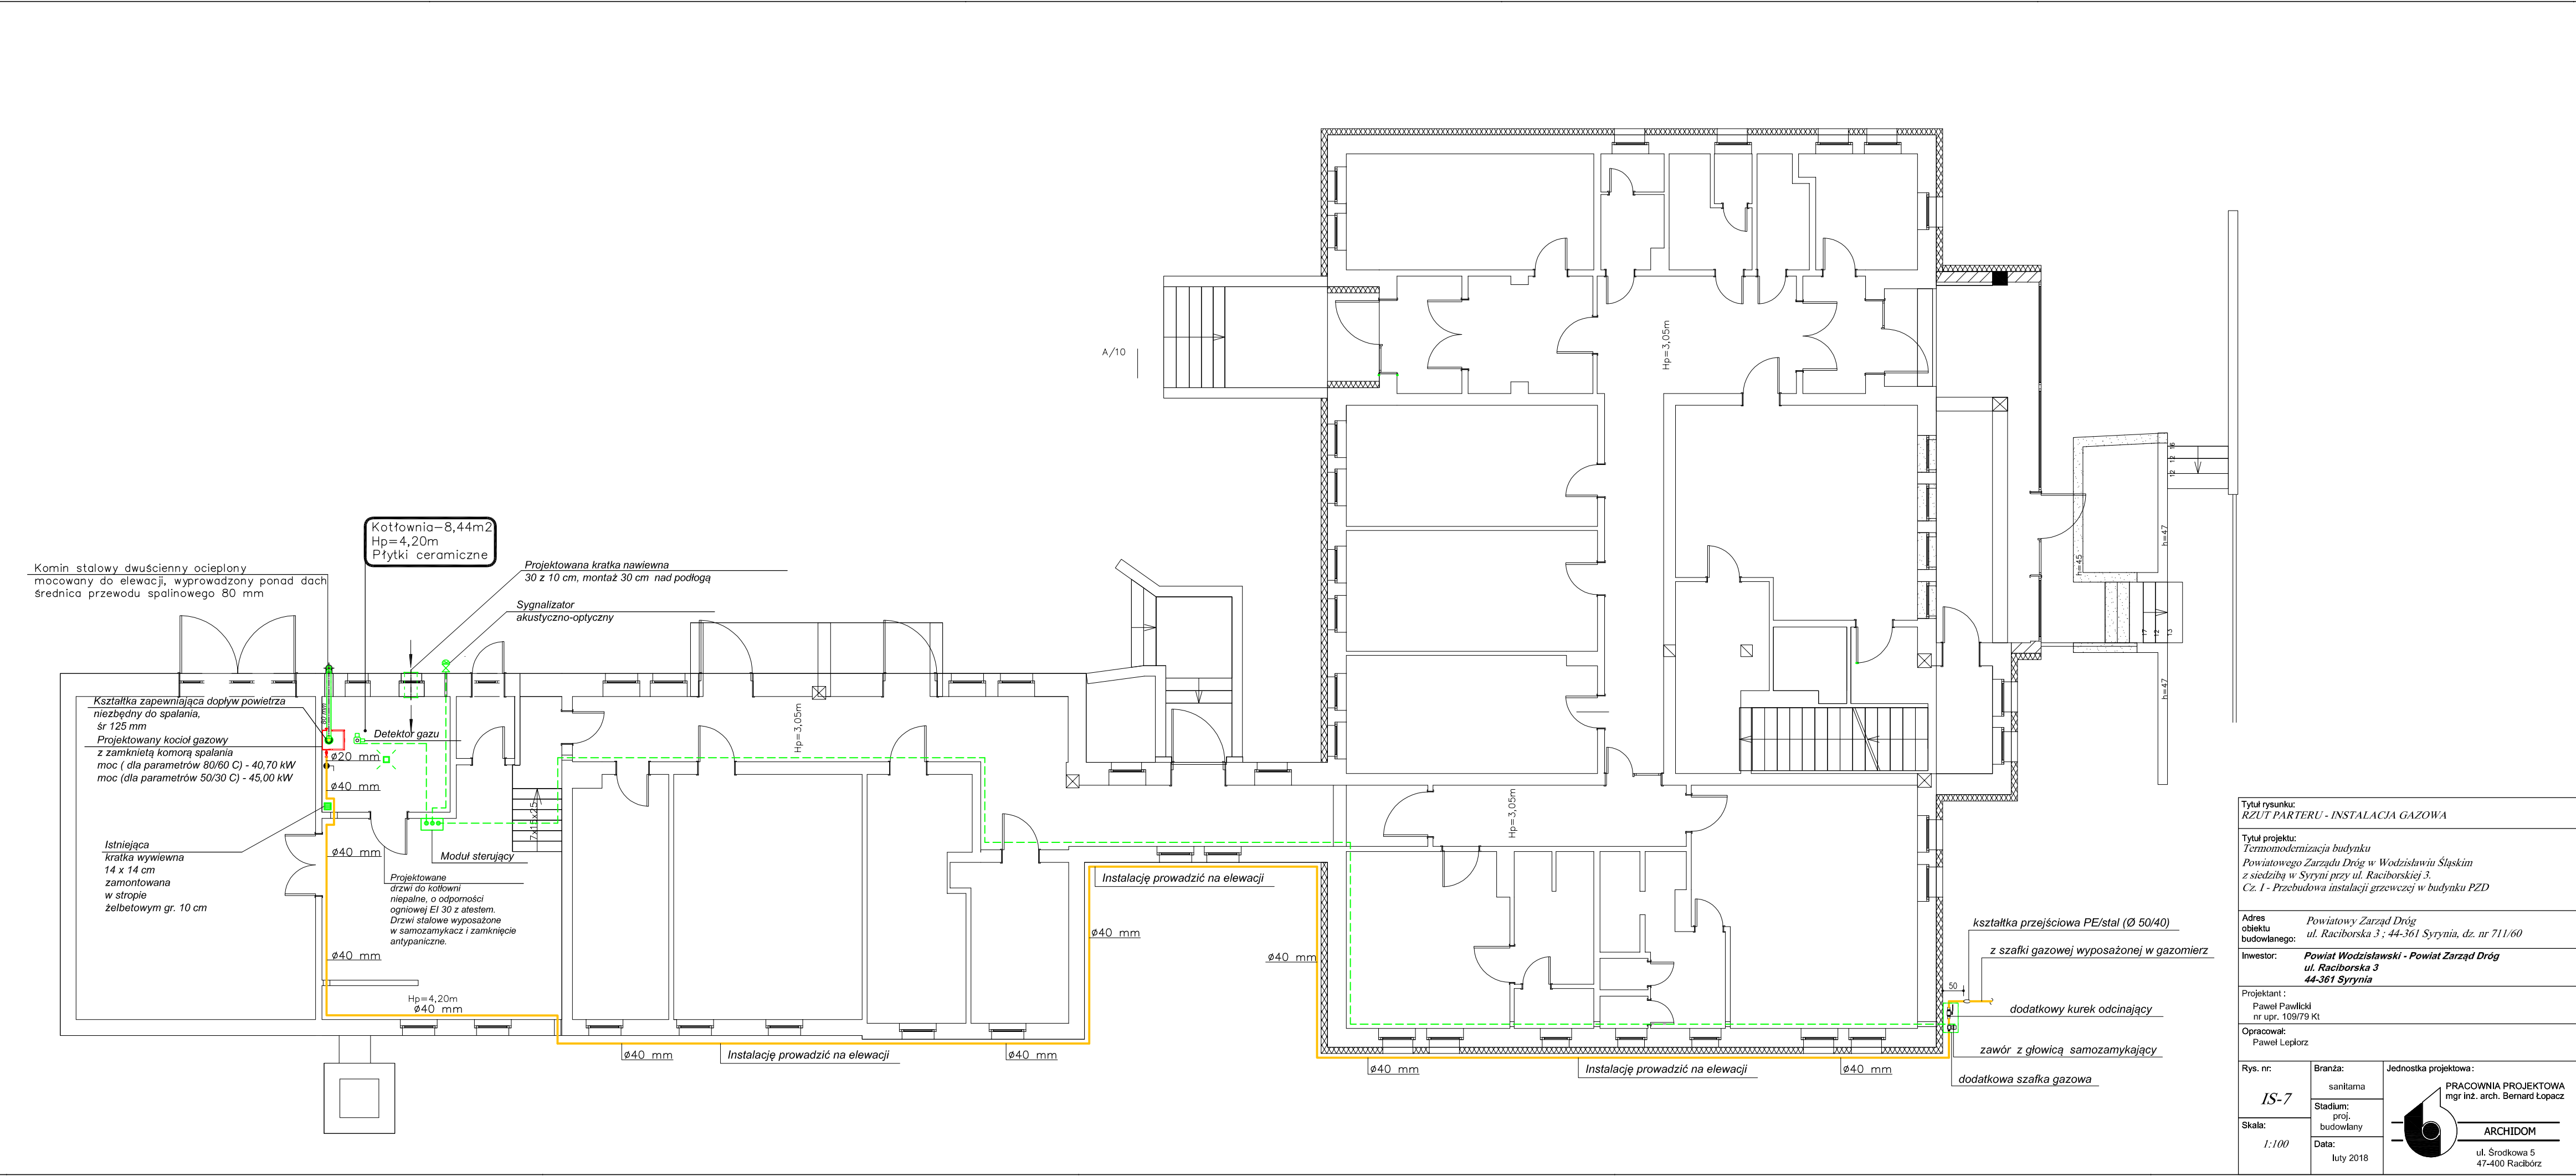 A/10
Hp=3,05m
16
12
12
h=47
h=45
17
12
13
h=47
Kotłownia-8,44m2
Hp=4,20m
Płytki ceramiczne
Komin stalowy dwuścienny ocieplony
mocowany do elewacji, wyprowadzony ponad dach
średnica przewodu spalinowego 80 mm
Projektowana kratka nawiewna
30 z 10 cm, montaż 30 cm nad podłogą
Sygnalizator
akustyczno-optyczny
Kształtka zapewniająca dopływ powietrza
niezbędny do spalania,
śr 125 mm
Projektowany kocioł gazowy
z zamkniętą komorą spalania
moc ( dla parametrów 80/60 C) - 40,70 kW
moc (dla parametrów 50/30 C) - 45,00 kW
80 mm
Detektor gazu
ø20 mm
ø40 mm
Hp=3,05m
7x15x25
Istniejąca
kratka wywiewna
14 x 14 cm
zamontowana
w stropie
żelbetowym gr. 10 cm
ø40 mm
Moduł sterujący
Projektowane
drzwi do kotłowni
niepalne, o odporności
ogniowej EI 30 z atestem.
Drzwi stalowe wyposażone
w samozamykacz i zamknięcie
antypaniczne.
ø40 mm
Hp=4,20m
ø40 mm
ø40 mm
Instalację prowadzić na elewacji
ø40 mm
Instalację prowadzić na elewacji
ø40 mm
ø40 mm
Hp=3,05m
ø40 mm
Instalację prowadzić na elewacji
ø40 mm
kształtka przejściowa PE/stal (Ø 50/40)
z szafki gazowej wyposażonej w gazomierz
50
dodatkowy kurek odcinający
zawór z głowicą samozamykający
dodatkowa szafka gazowa
Tytuł rysunku:
RZUT PARTERU - INSTALACJA GAZOWA
Tytuł projektu:
Termomodernizacja budynku
Powiatowego Zarządu Dróg w Wodzisławiu Śląskim
z siedzibą w Syryni przy ul. Raciborskiej 3.
Cz. I - Przebudowa instalacji grzewczej w budynku PZD
Adres
obiektu
budowlanego:
Powiatowy Zarząd Dróg
ul. Raciborska 3 ; 44-361 Syrynia, dz. nr 711/60
Inwestor:
Powiat Wodzisławski - Powiat Zarząd Dróg
ul. Raciborska 3
44-361 Syrynia
Projektant :
Paweł Pawlicki
nr upr. 109/79 Kt
Opracował:
Paweł Lepiorz
Rys. nr:
IS-7
Skala:
1:100
Branża:
sanitarna
Stadium:
proj.
budowlany
Data:
luty 2018
Jednostka projektowa:
PRACOWNIA PROJEKTOWA
mgr inż. arch. Bernard Łopacz
ARCHIDOM
ul. Środkowa 5
47-400 Racibórz